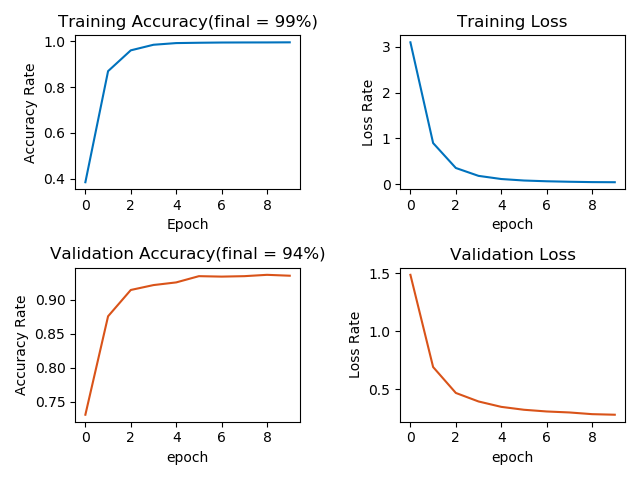 Training Accuracy(final = 99%)
1.0
0.8
0.6
0.4
Accuracy Rate
0 2 4 6 8
Epoch
Training Loss
3
2
1
0
Loss Rate
0 2 4 6 8
epoch
Validation Accuracy(final = 94%)
0.90
0.85
0.80
0.75
Accuracy Rate
0 2 4 6 8
epoch
Validation Loss
1.5
1.0
0.5
Loss Rate
0 2 4 6 8
epoch